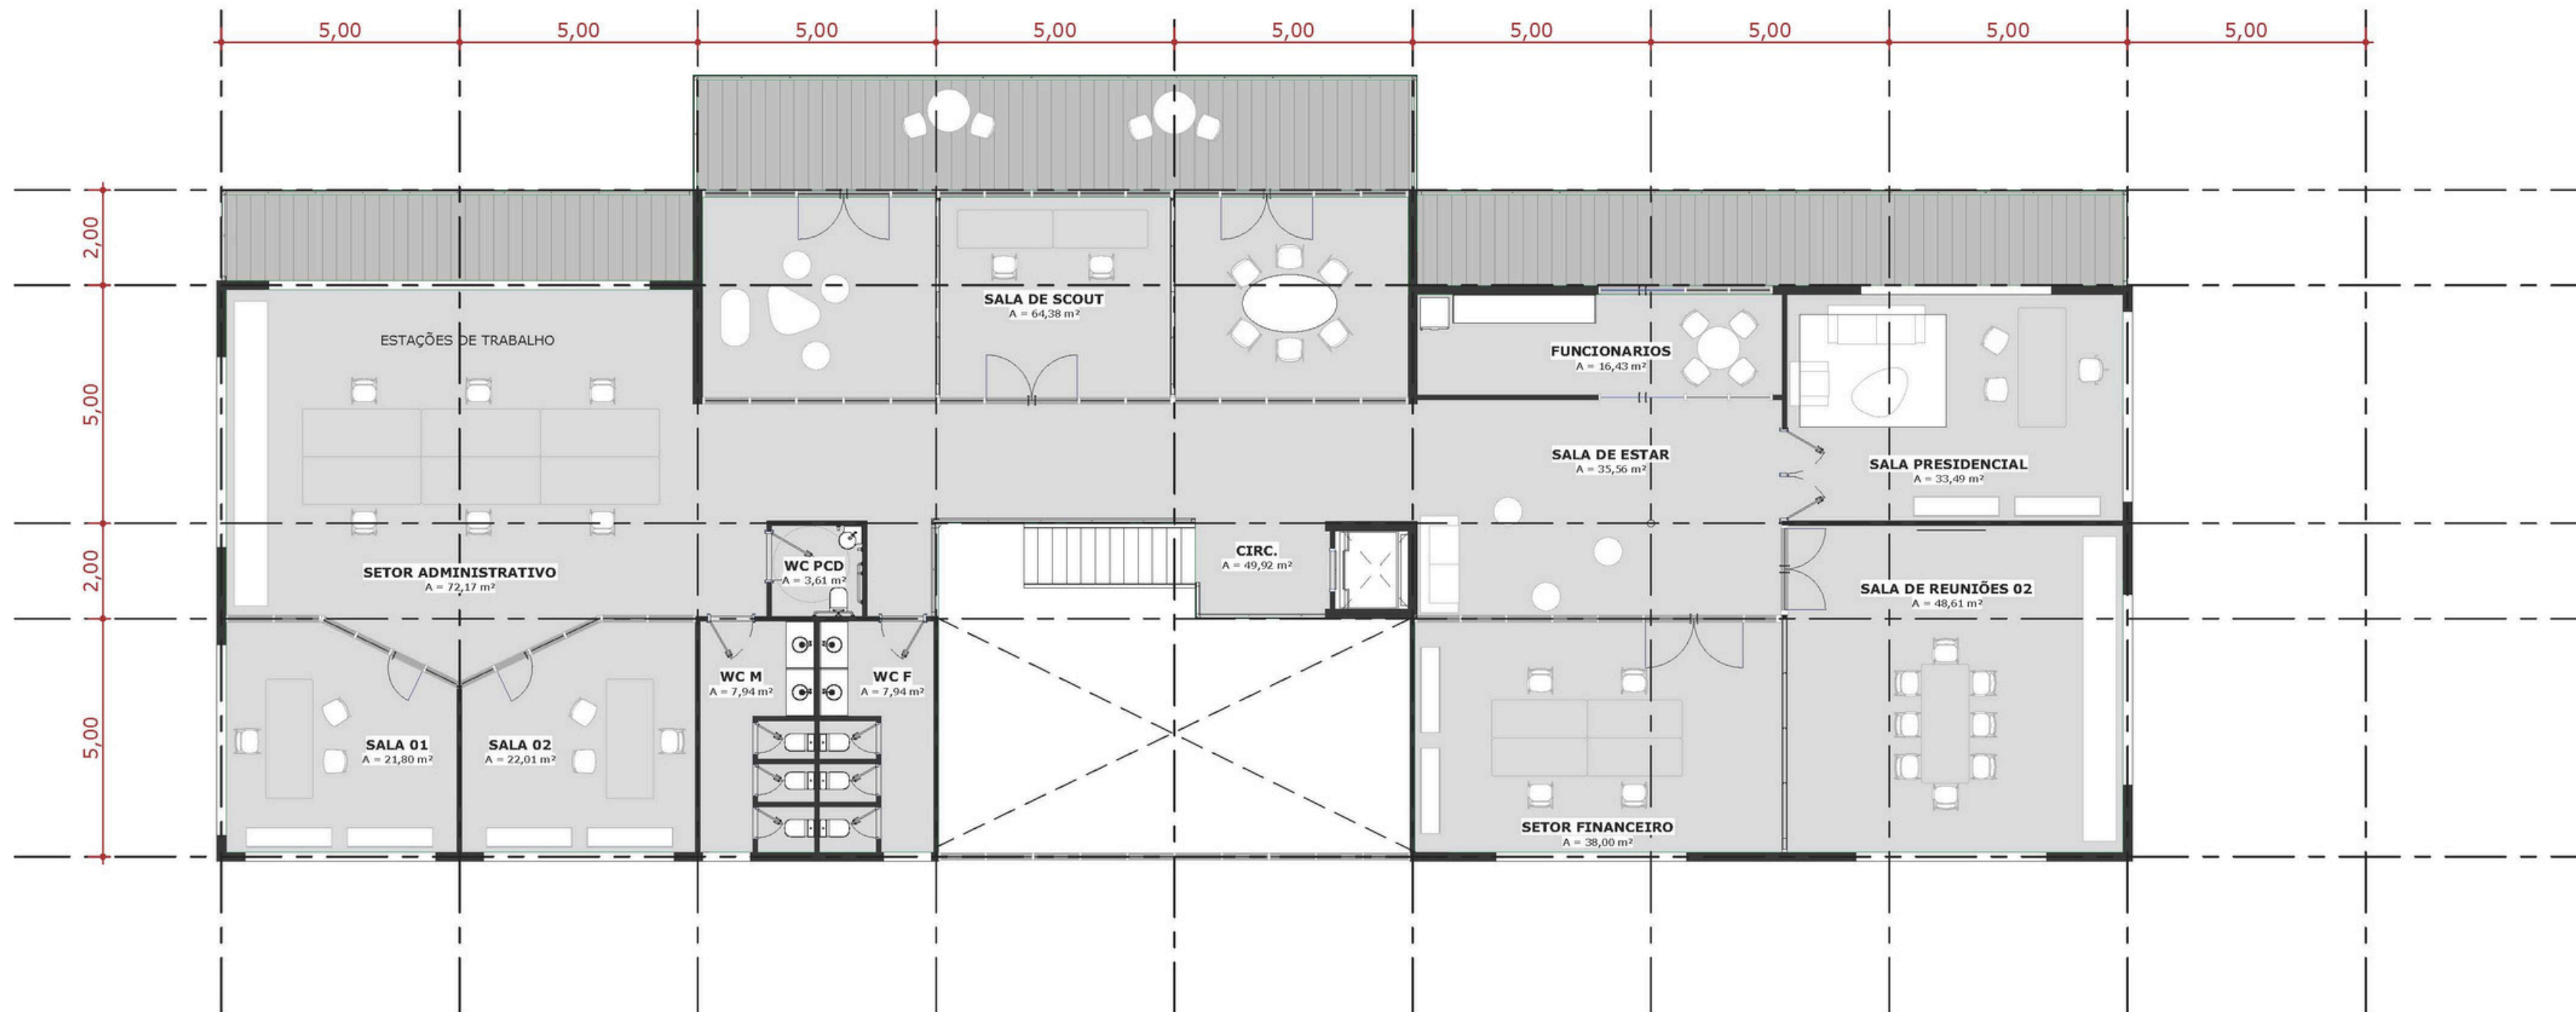 5,00
5,00
5,00
5,00
5,00
5,00
5,00
5,00
5,00
2,00
5,00
2,00
5,00
ESTAÇÕES DE TRABALHO
SALA DE SCOUT
A = 64,38 m²
FUNCIONARIOS
A = 16,43 m²
SALA DE ESTAR
A = 35,56 m²
SALA PRESIDENCIAL
A = 33,49 m²
SETOR ADMINISTRATIVO
A = 72,17 m²
WC PCD
A = 3,61 m²
CIRC.
A = 49,92 m²
SALA DE REUNIÕES 02
A = 48,61 m²
WC M
A = 7,94 m²
WC F
A = 7,94 m²
SALA 01
A = 21,80 m²
SALA 02
A = 22,01 m²
SETOR FINANCEIRO
A = 38,00 m²